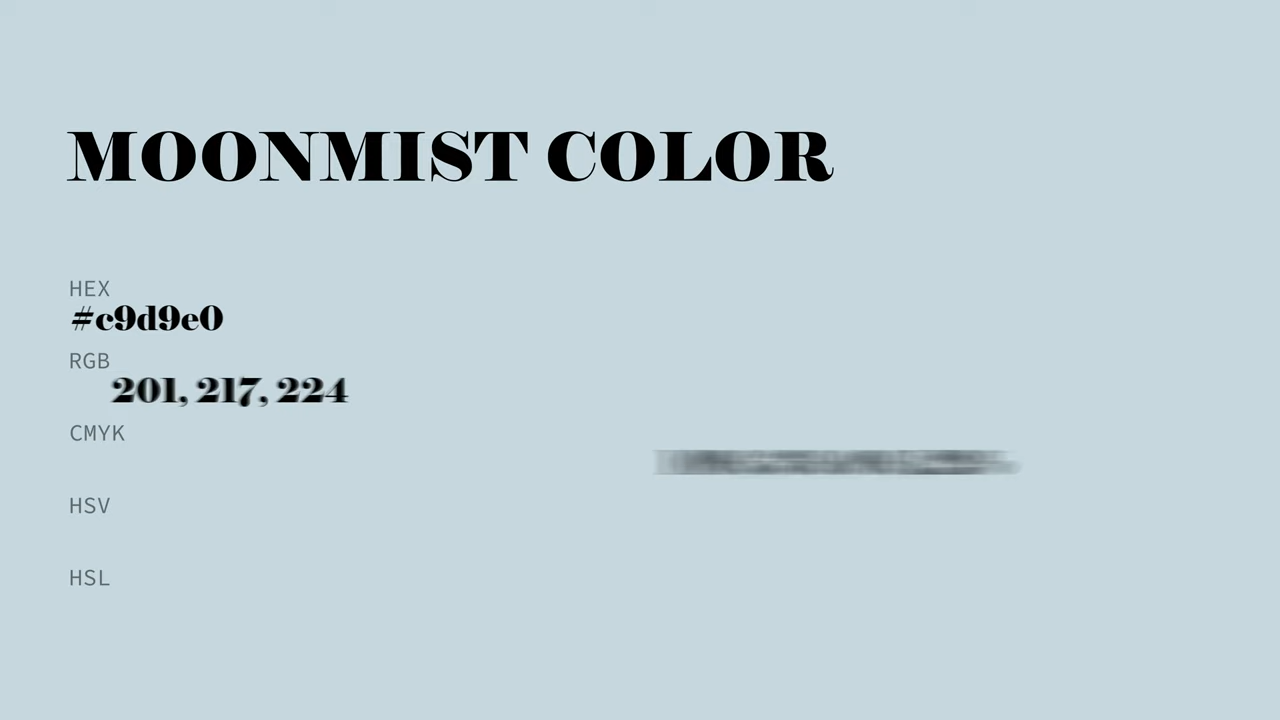 MOONMIST COLOR
HEX
#c9d9e0
RGB
201, 217, 224
CMYK
HSV
HSL